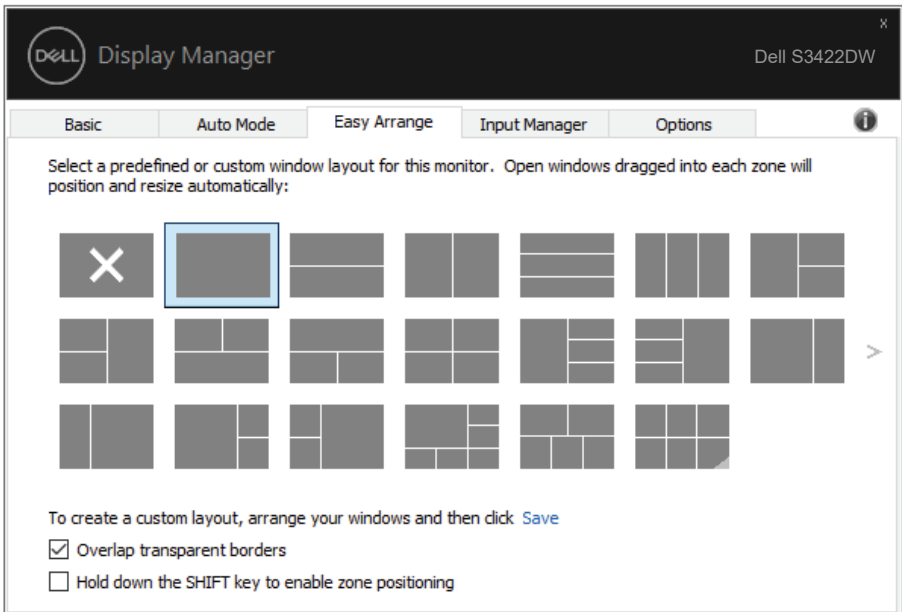 x
DELL Display Manager
Dell S3422DW
Basic Auto Mode Easy Arrange Input Manager Options
Select a predefined or custom window layout for this monitor. Open windows dragged into each zone will
position and resize automatically:
>
To create a custom layout, arrange your windows and then click Save
Overlap transparent borders
Hold down the SHIFT key to enable zone positioning